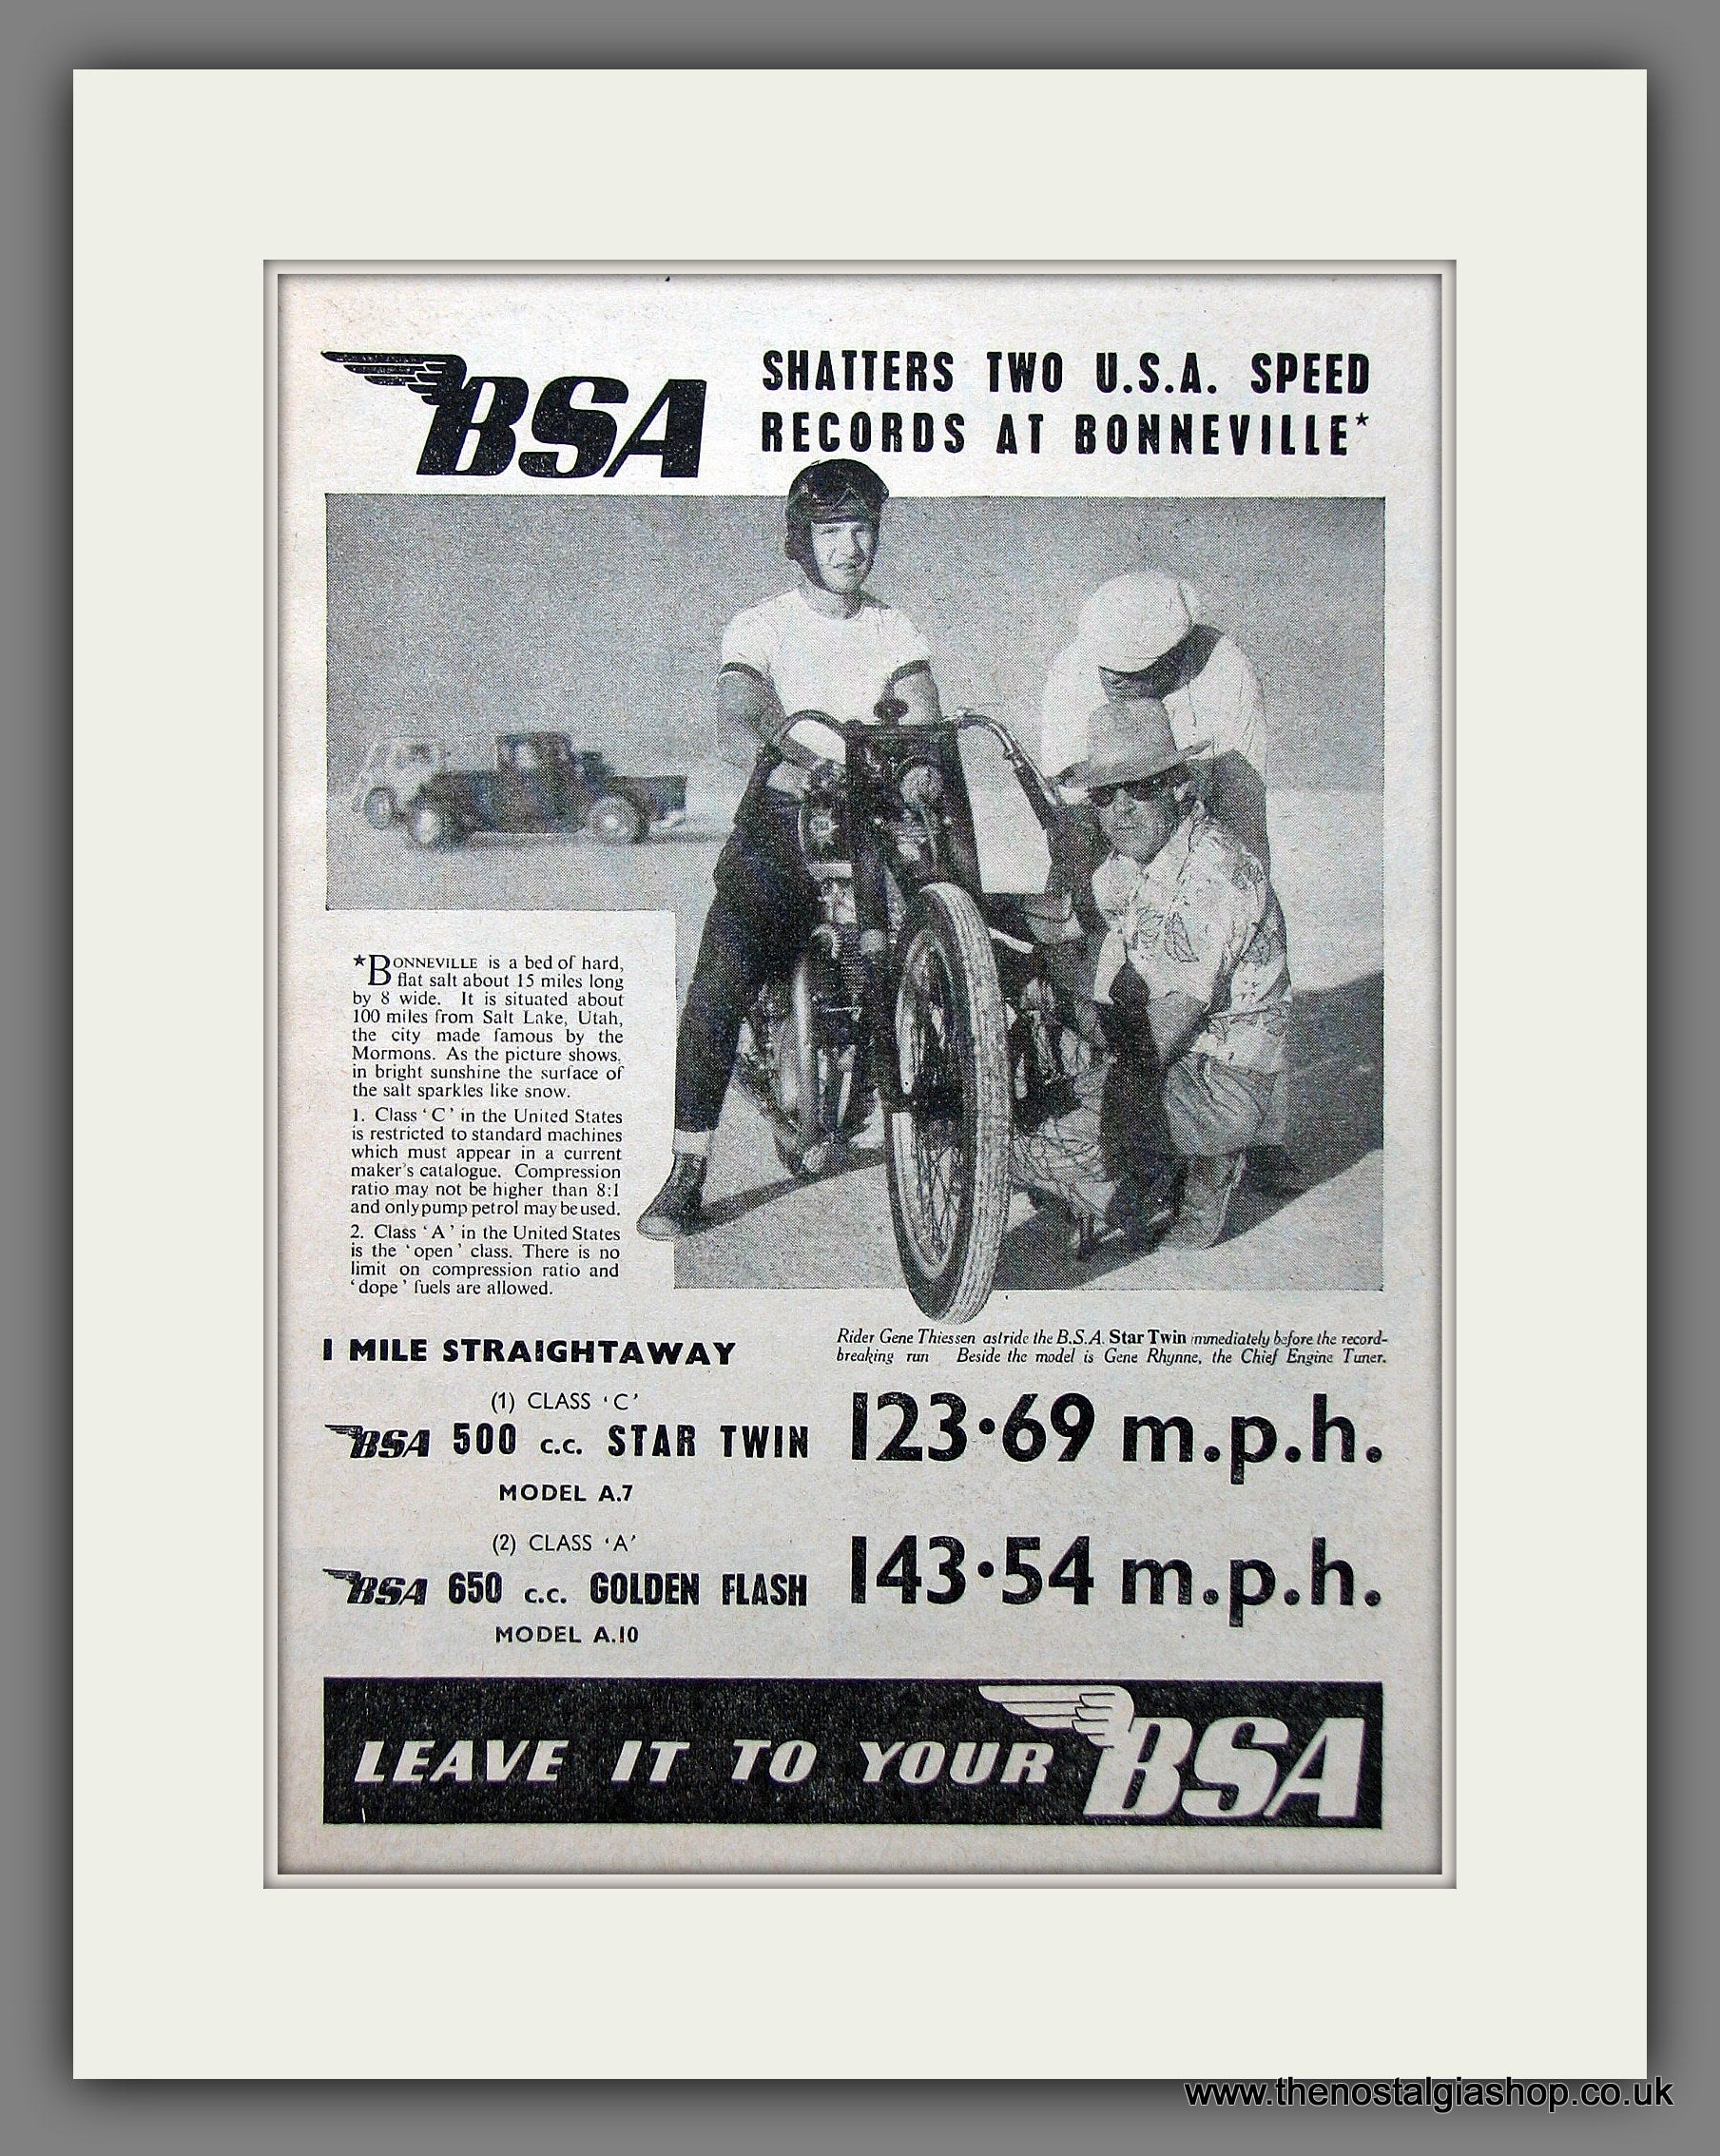 BSA
SHATTERS TWO U.S.A. SPEED
RECORDS AT BONNEVILLE*
*BONNEVILLE is a bed of hard,
flat salt about 15 miles long
by 8 wide. It is situated about
100 miles from Salt Lake, Utah,
the city made famous by the
Mormons. As the picture shows,
in bright sunshine the surface of
the salt sparkles like snow.
1. Class 'C' in the United States
is restricted to standard machines
which must appear in a current
maker's catalogue. Compression
ratio may not be higher than 8:1
and only pump petrol may be used.
2. Class 'A' in the United States
is the 'open' class. There is no
limit on compression ratio and
'dope' fuels are allowed.
Rider Gene Thiessen astride the B.S.A. Star Twin immediately before the record-
breaking run Beside the model is Gene Rhynne, the Chief Engine Tuner.
1 MILE STRAIGHTAWAY
(1) CLASS 'C'
BSA 500 c.c. STAR TWIN 123·69 m.p.h.
MODEL A.7
(2) CLASS 'A'
BSA 650 c.c. GOLDEN FLASH 143·54 m.p.h.
MODEL A.10
LEAVE IT TO YOUR BSA
www.thenostalgiashop.co.uk